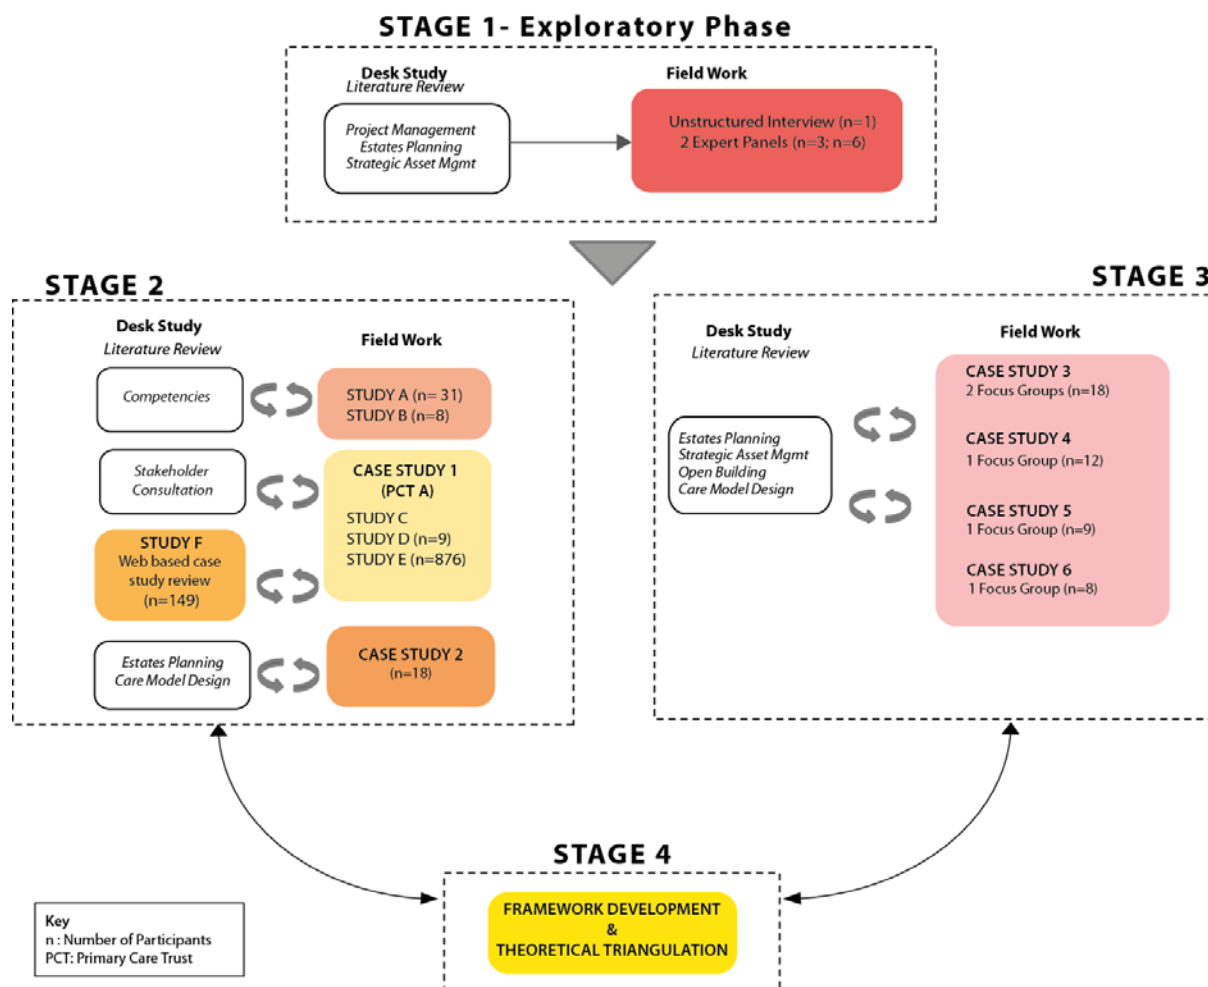 STAGE 1- Exploratory Phase
Desk Study
Literature Review
Project Management
Estates Planning
Strategic Asset Mgmt
Field Work
Unstructured Interview (n=1)
2 Expert Panels (n=3; n=6)
STAGE 2
Desk Study
Literature Review
Field Work
Competencies
STUDY A (n= 31)
STUDY B (n=8)
Stakeholder
Consultation
CASE STUDY 1
(PCT A)
STUDY C
STUDY D (n=9)
STUDY E (n=876)
STUDY F
Web based case
study review
(n=149)
Estates Planning
Care Model Design
CASE STUDY 2
(n=18)
STAGE 3
Desk Study
Literature Review
Field Work
Estates Planning
Strategic Asset Mgmt
Open Building
Care Model Design
CASE STUDY 3
2 Focus Groups (n=18)
CASE STUDY 4
1 Focus Group (n=12)
CASE STUDY 5
1 Focus Group (n=9)
CASE STUDY 6
1 Focus Group (n=8)
STAGE 4
FRAMEWORK DEVELOPMENT
&
THEORETICAL TRIANGULATION
Key
n : Number of Participants
PCT: Primary Care Trust